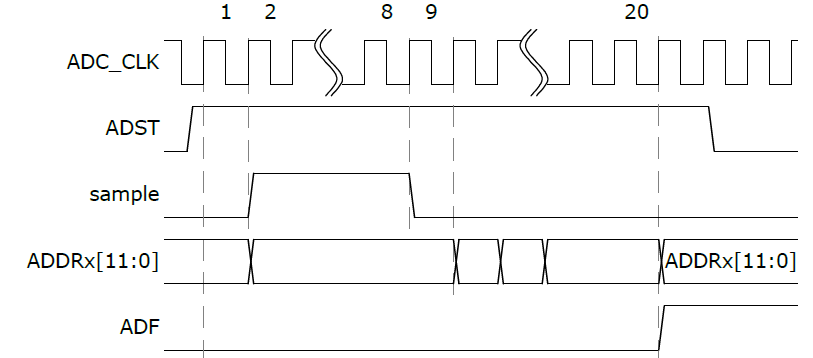 1 2 8 9 20
ADC_CLK
ADST
sample
ADDRx[11:0] ADDRx[11:0]
ADF